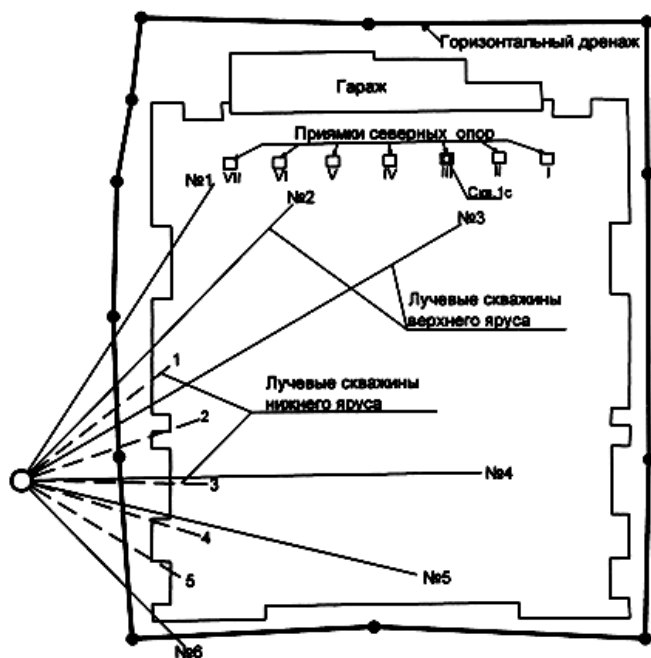 Горизонтальный дренаж
Гараж
Приямки северных опор
VII
VI
V
IV
III
II
I
Скв.1с
№1
№2
№3
Лучевые скважины
верхнего яруса
1
Лучевые скважины
нижнего яруса
2
3
№4
4
5
№5
№6